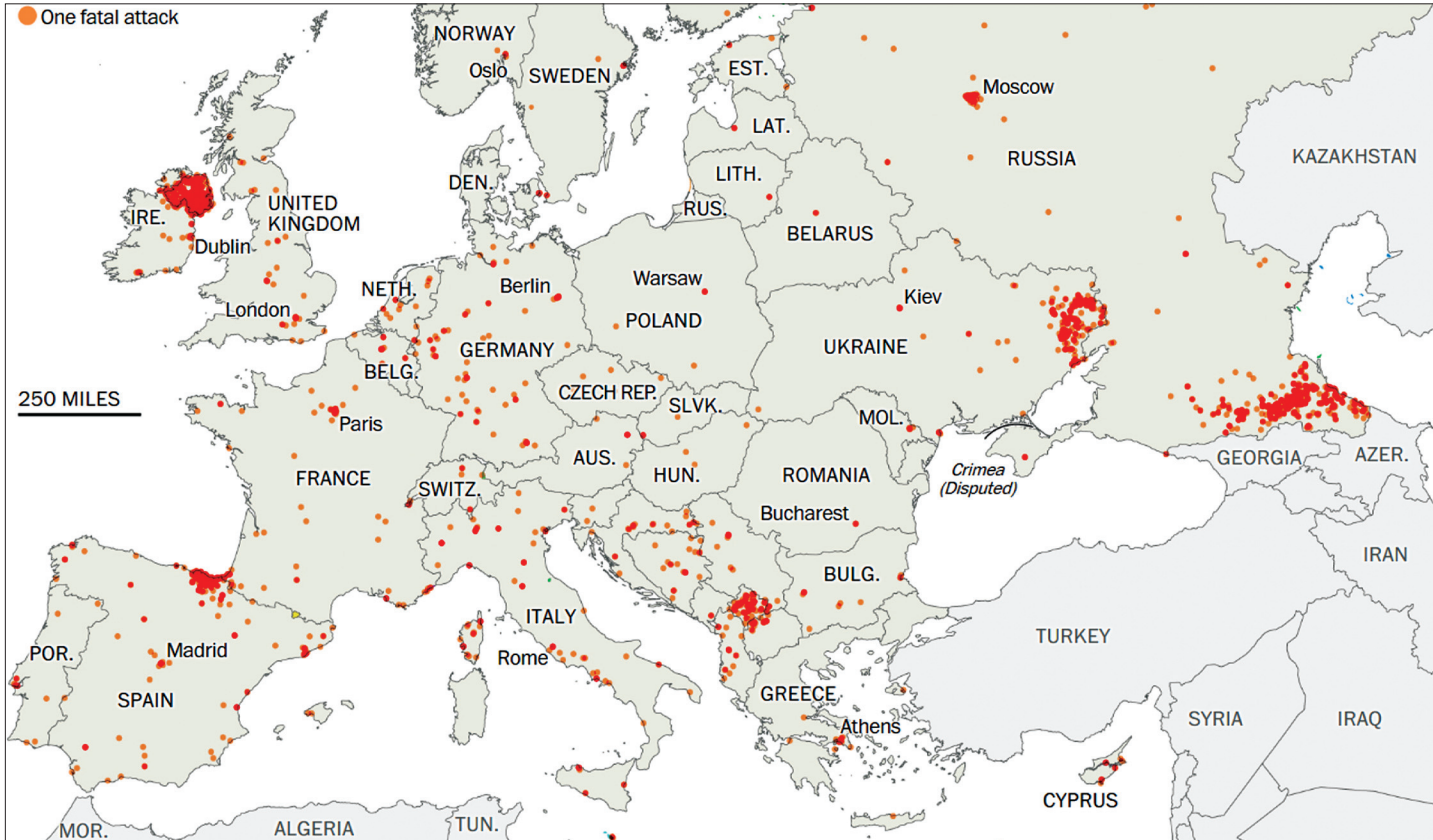 One fatal attack
NORWAY
Oslo
SWEDEN
EST.
Moscow
LAT.
RUSSIA
KAZAKHSTAN
LITH.
DEN.
RUS.
UNITED
KINGDOM
IRE.
BELARUS
Dublin
NETH.
Berlin
Warsaw
Kiev
London
POLAND
GERMANY
UKRAINE
BELG.
250 MILES
CZECH REP.
SLVK.
Paris
MOL.
AUS.
GEORGIA
AZER.
FRANCE
SWITZ.
HUN.
ROMANIA
Crimea
(Disputed)
Bucharest
IRAN
BULG.
ITALY
TURKEY
Madrid
POR.
Rome
SPAIN
GREECE
SYRIA
IRAQ
Athens
CYPRUS
MOR.
ALGERIA
TUN.